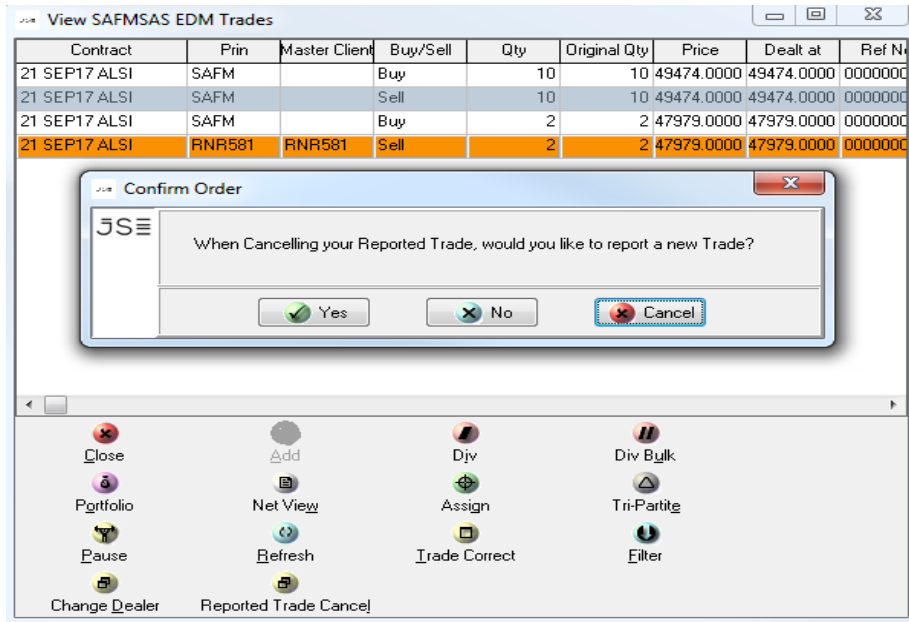 View SAFMSAS EDM Trades
Contract Prin Master Client Buy/Sell Qty Original Qty Price Dealt at Ref
21 SEP17 ALSI SAFM Buy 10 10 49474.0000 49474.0000
21 SEP17 ALSI SAFM Sell 10 10 49474.0000 49474.0000
21 SEP17 ALSI SAFM Buy 2 2 47979.0000 47979.0000
21 SEP17 ALSI RNR581 RNR581 Sell 2 2 47979.0000 47979.0000
Confirm Order
JSE
When Cancelling your Reported Trade, would you like to report a new Trade?
Yes No Cancel
Close Add Div Div Bulk
Portfolio Net View Assign Tri-Partite
Pause Refresh Trade Correct Filter
Change Dealer Reported Trade Cancel